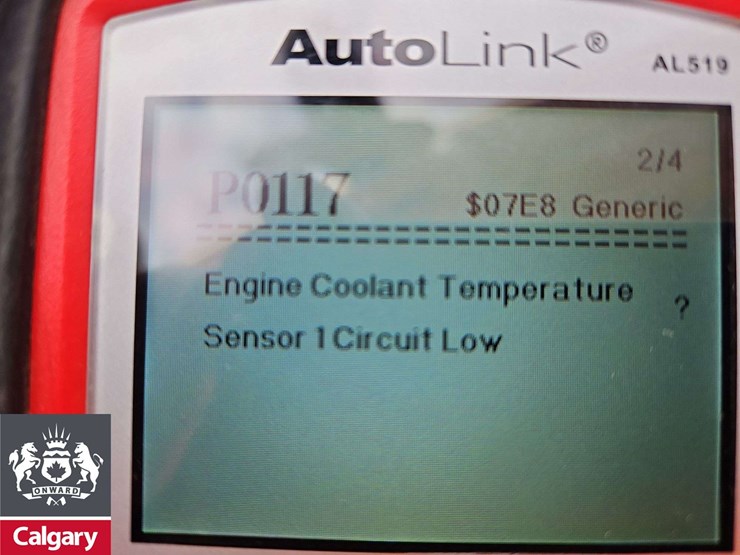 AutoLink®
AL519
2/4
P0117
$07E8 Generic
Engine Coolant Temperature
?
Sensor 1 Circuit Low
ONWARD
Calgary